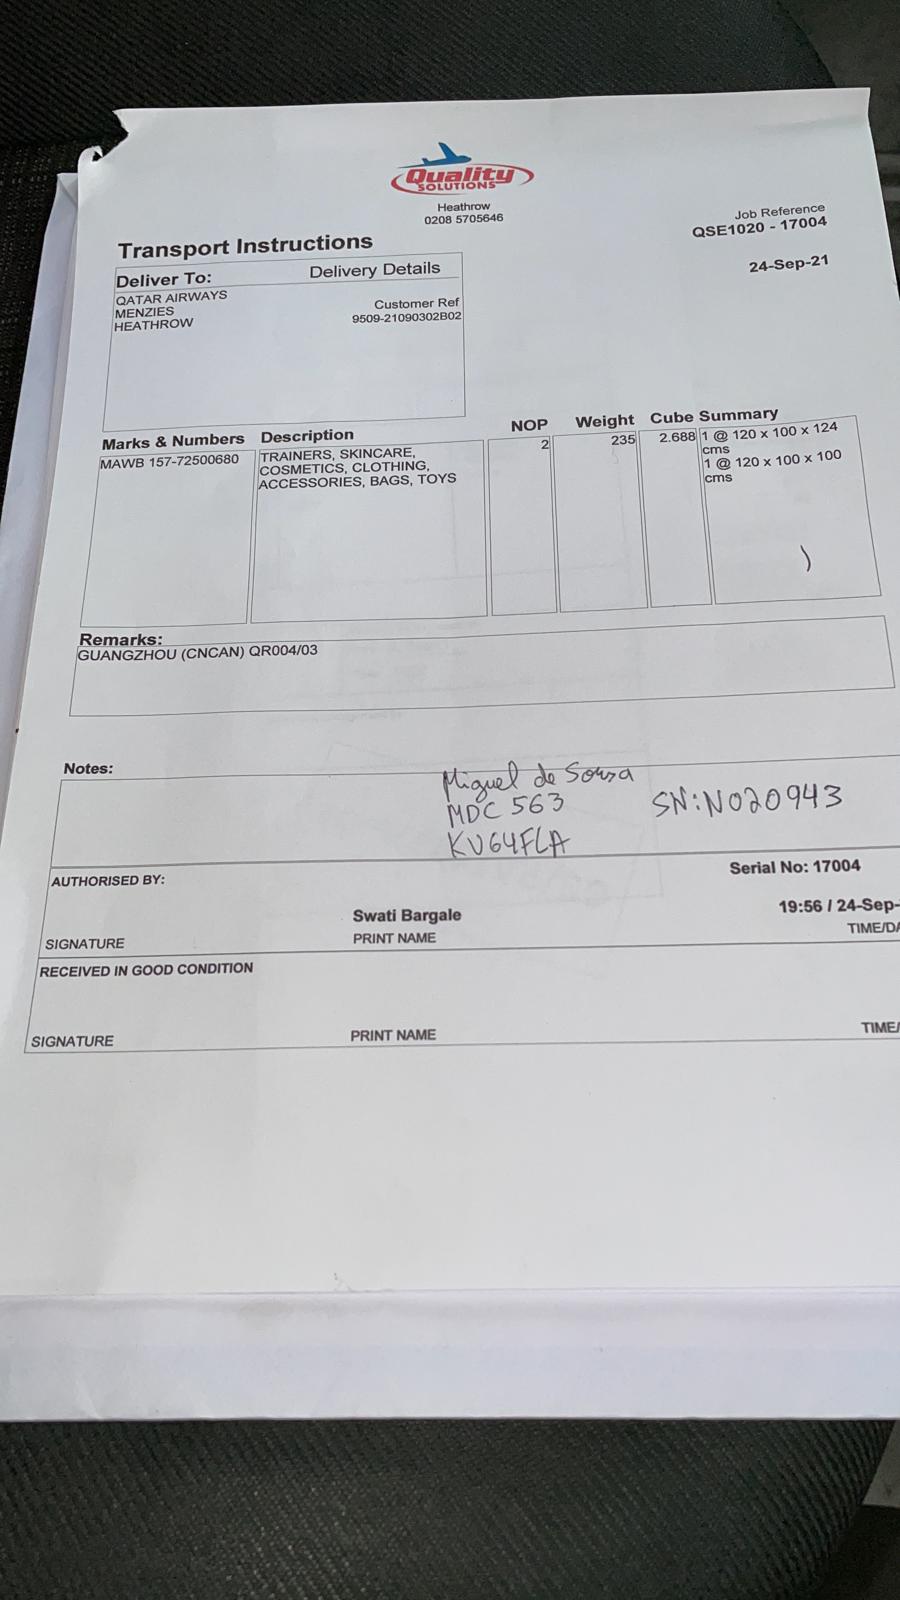 Quality
SOLUTIONS
Heathrow
0208 5705646
Job Reference
QSE1020 - 17004
24-Sep-21
Transport Instructions
Deliver To: Delivery Details
QATAR AIRWAYS
MENZIES
HEATHROW
Customer Ref
9509-21090302B02
Marks & Numbers Description NOP Weight Cube Summary
MAWB 157-72500680
TRAINERS, SKINCARE,
COSMETICS, CLOTHING,
ACCESSORIES, BAGS, TOYS
2
235
2.688
1 @ 120 x 100 x 124
cms
1 @ 120 x 100 x 100
cms
Remarks:
GUANGZHOU (CNCAN) QR004/03
Notes:
Miguel de Sousa
MDC 563
KV64FLA
SN:N020943
AUTHORISED BY:
Serial No: 17004
Swati Bargale
19:56 / 24-Sep-
SIGNATURE PRINT NAME TIME/DA
RECEIVED IN GOOD CONDITION
SIGNATURE PRINT NAME TIME/